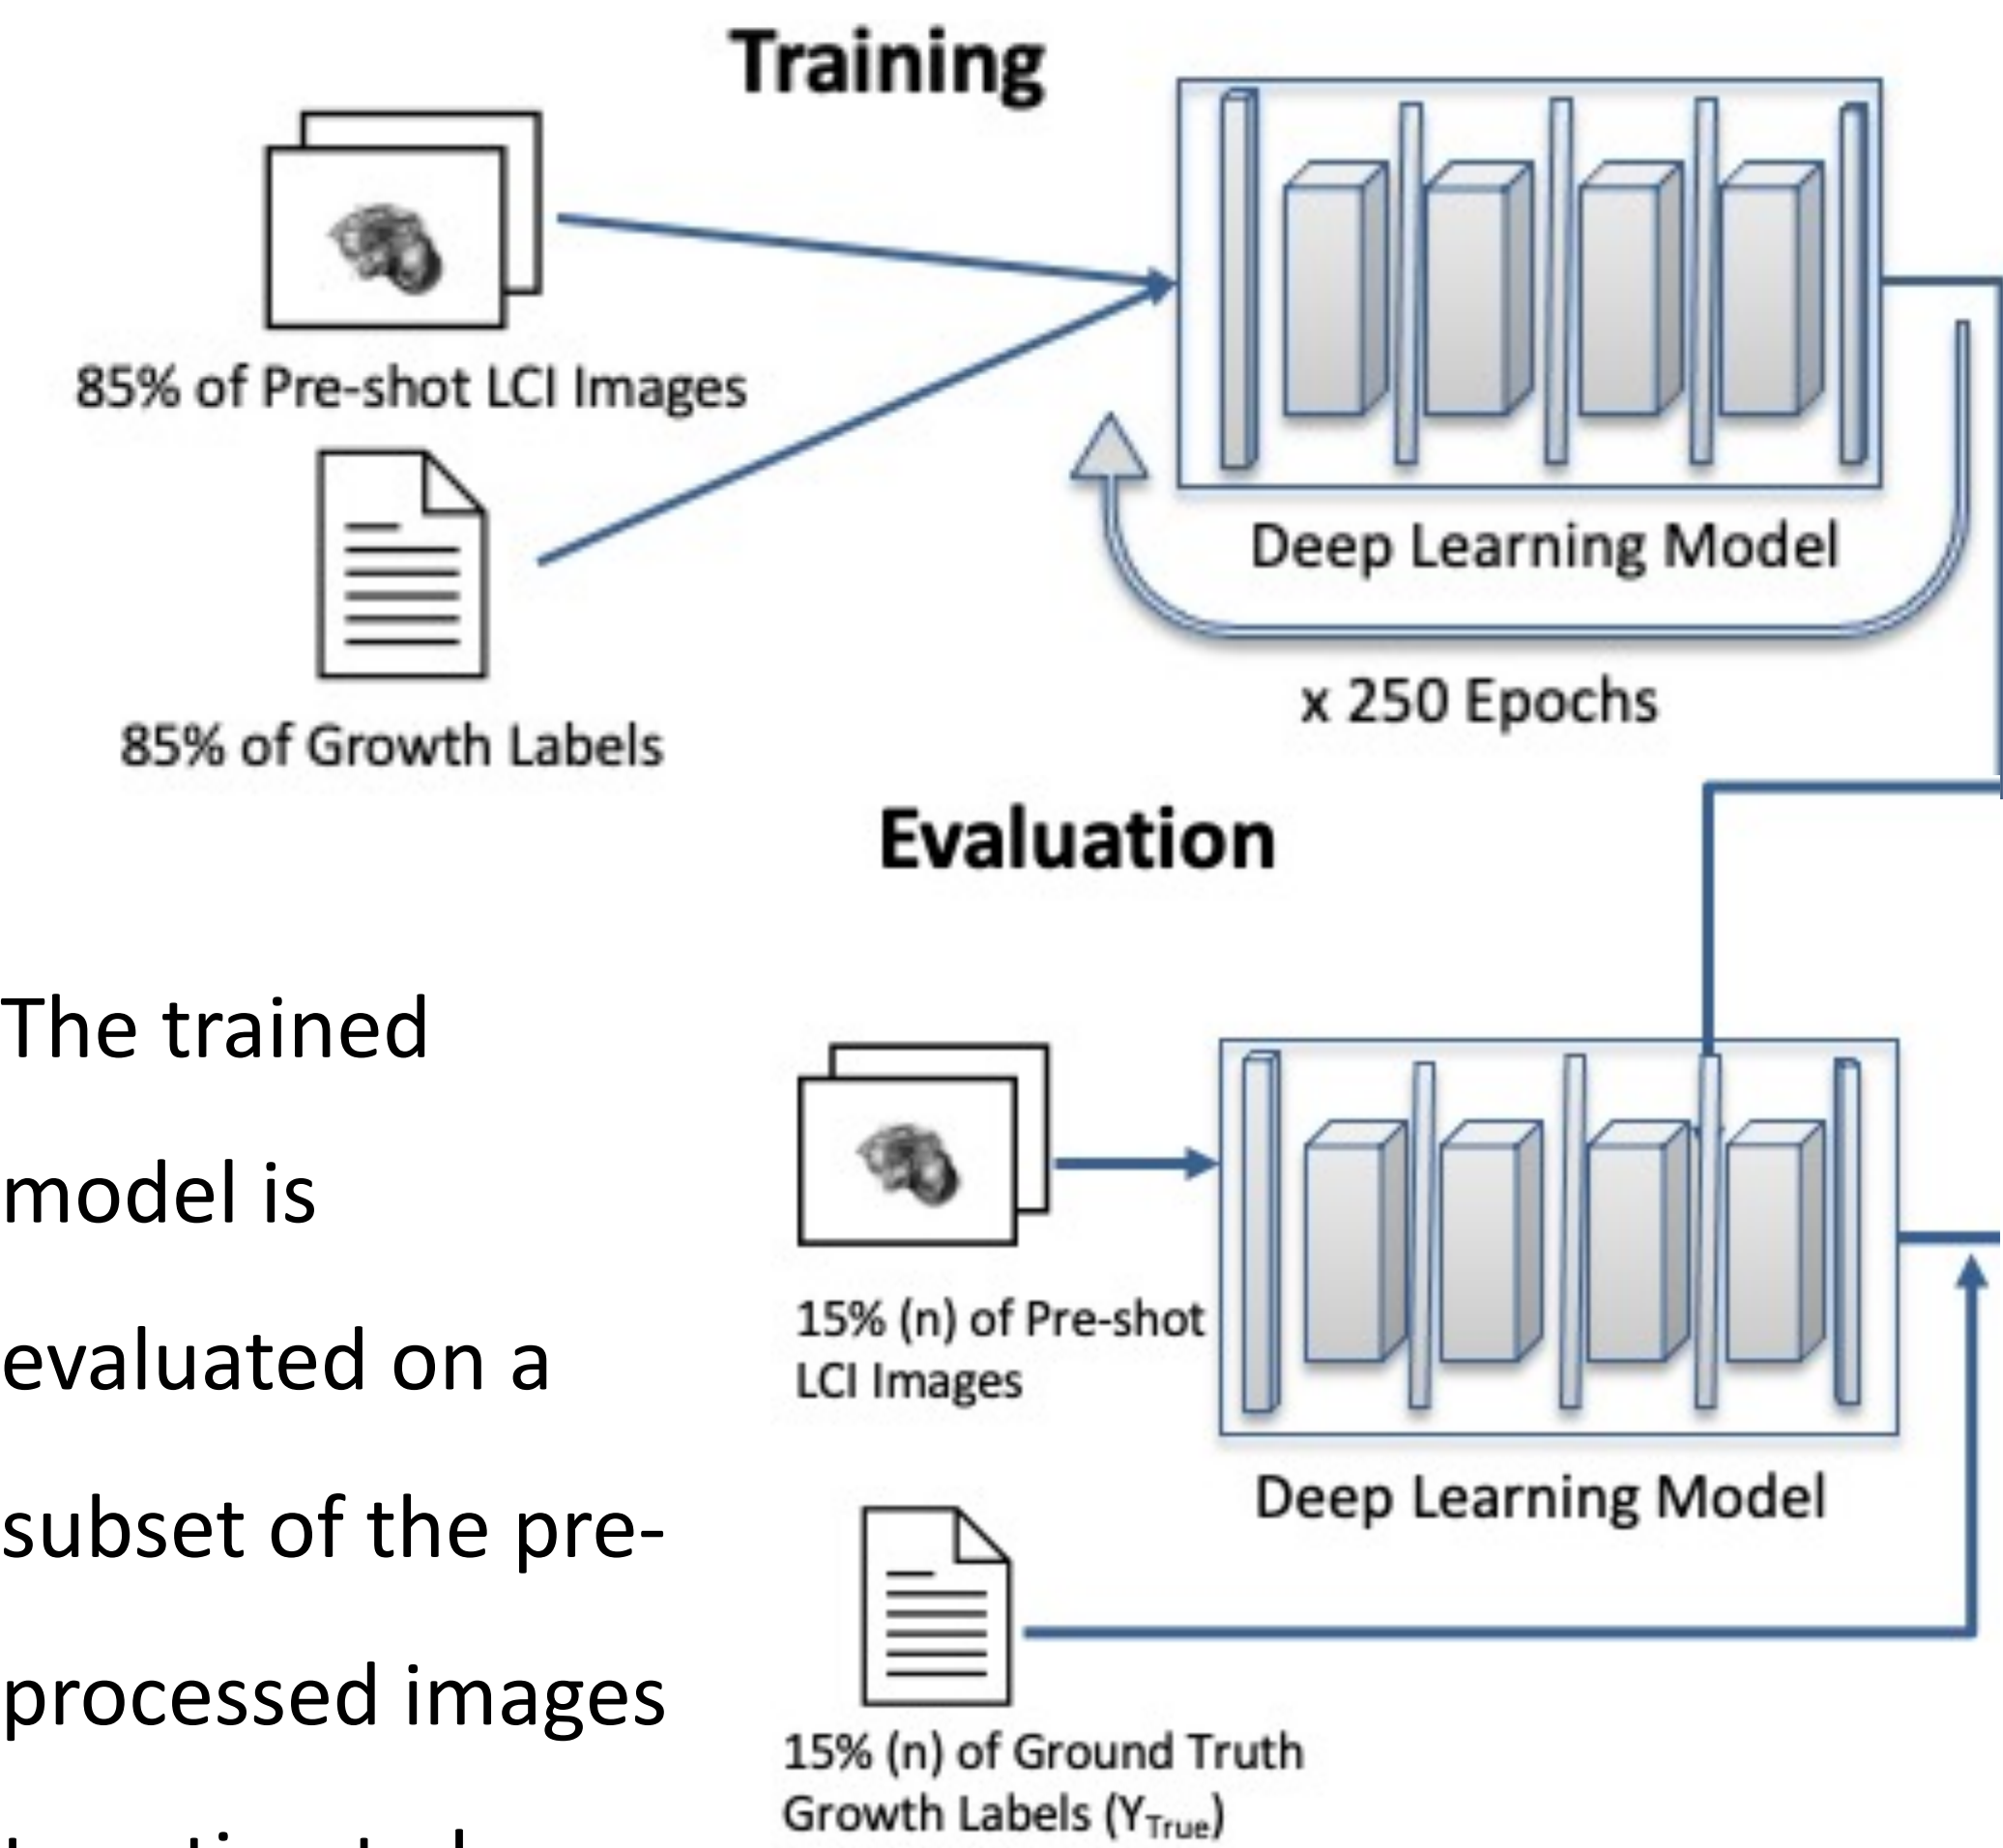 Training
85% of Pre-shot LCI Images
Deep Learning Model
85% of Growth Labels
x 250 Epochs
Evaluation
The trained
model is
evaluated on a
subset of the pre-
processed images
15% (n) of Pre-shot
LCI Images
Deep Learning Model
15% (n) of Ground Truth
Growth Labels (Y_True)